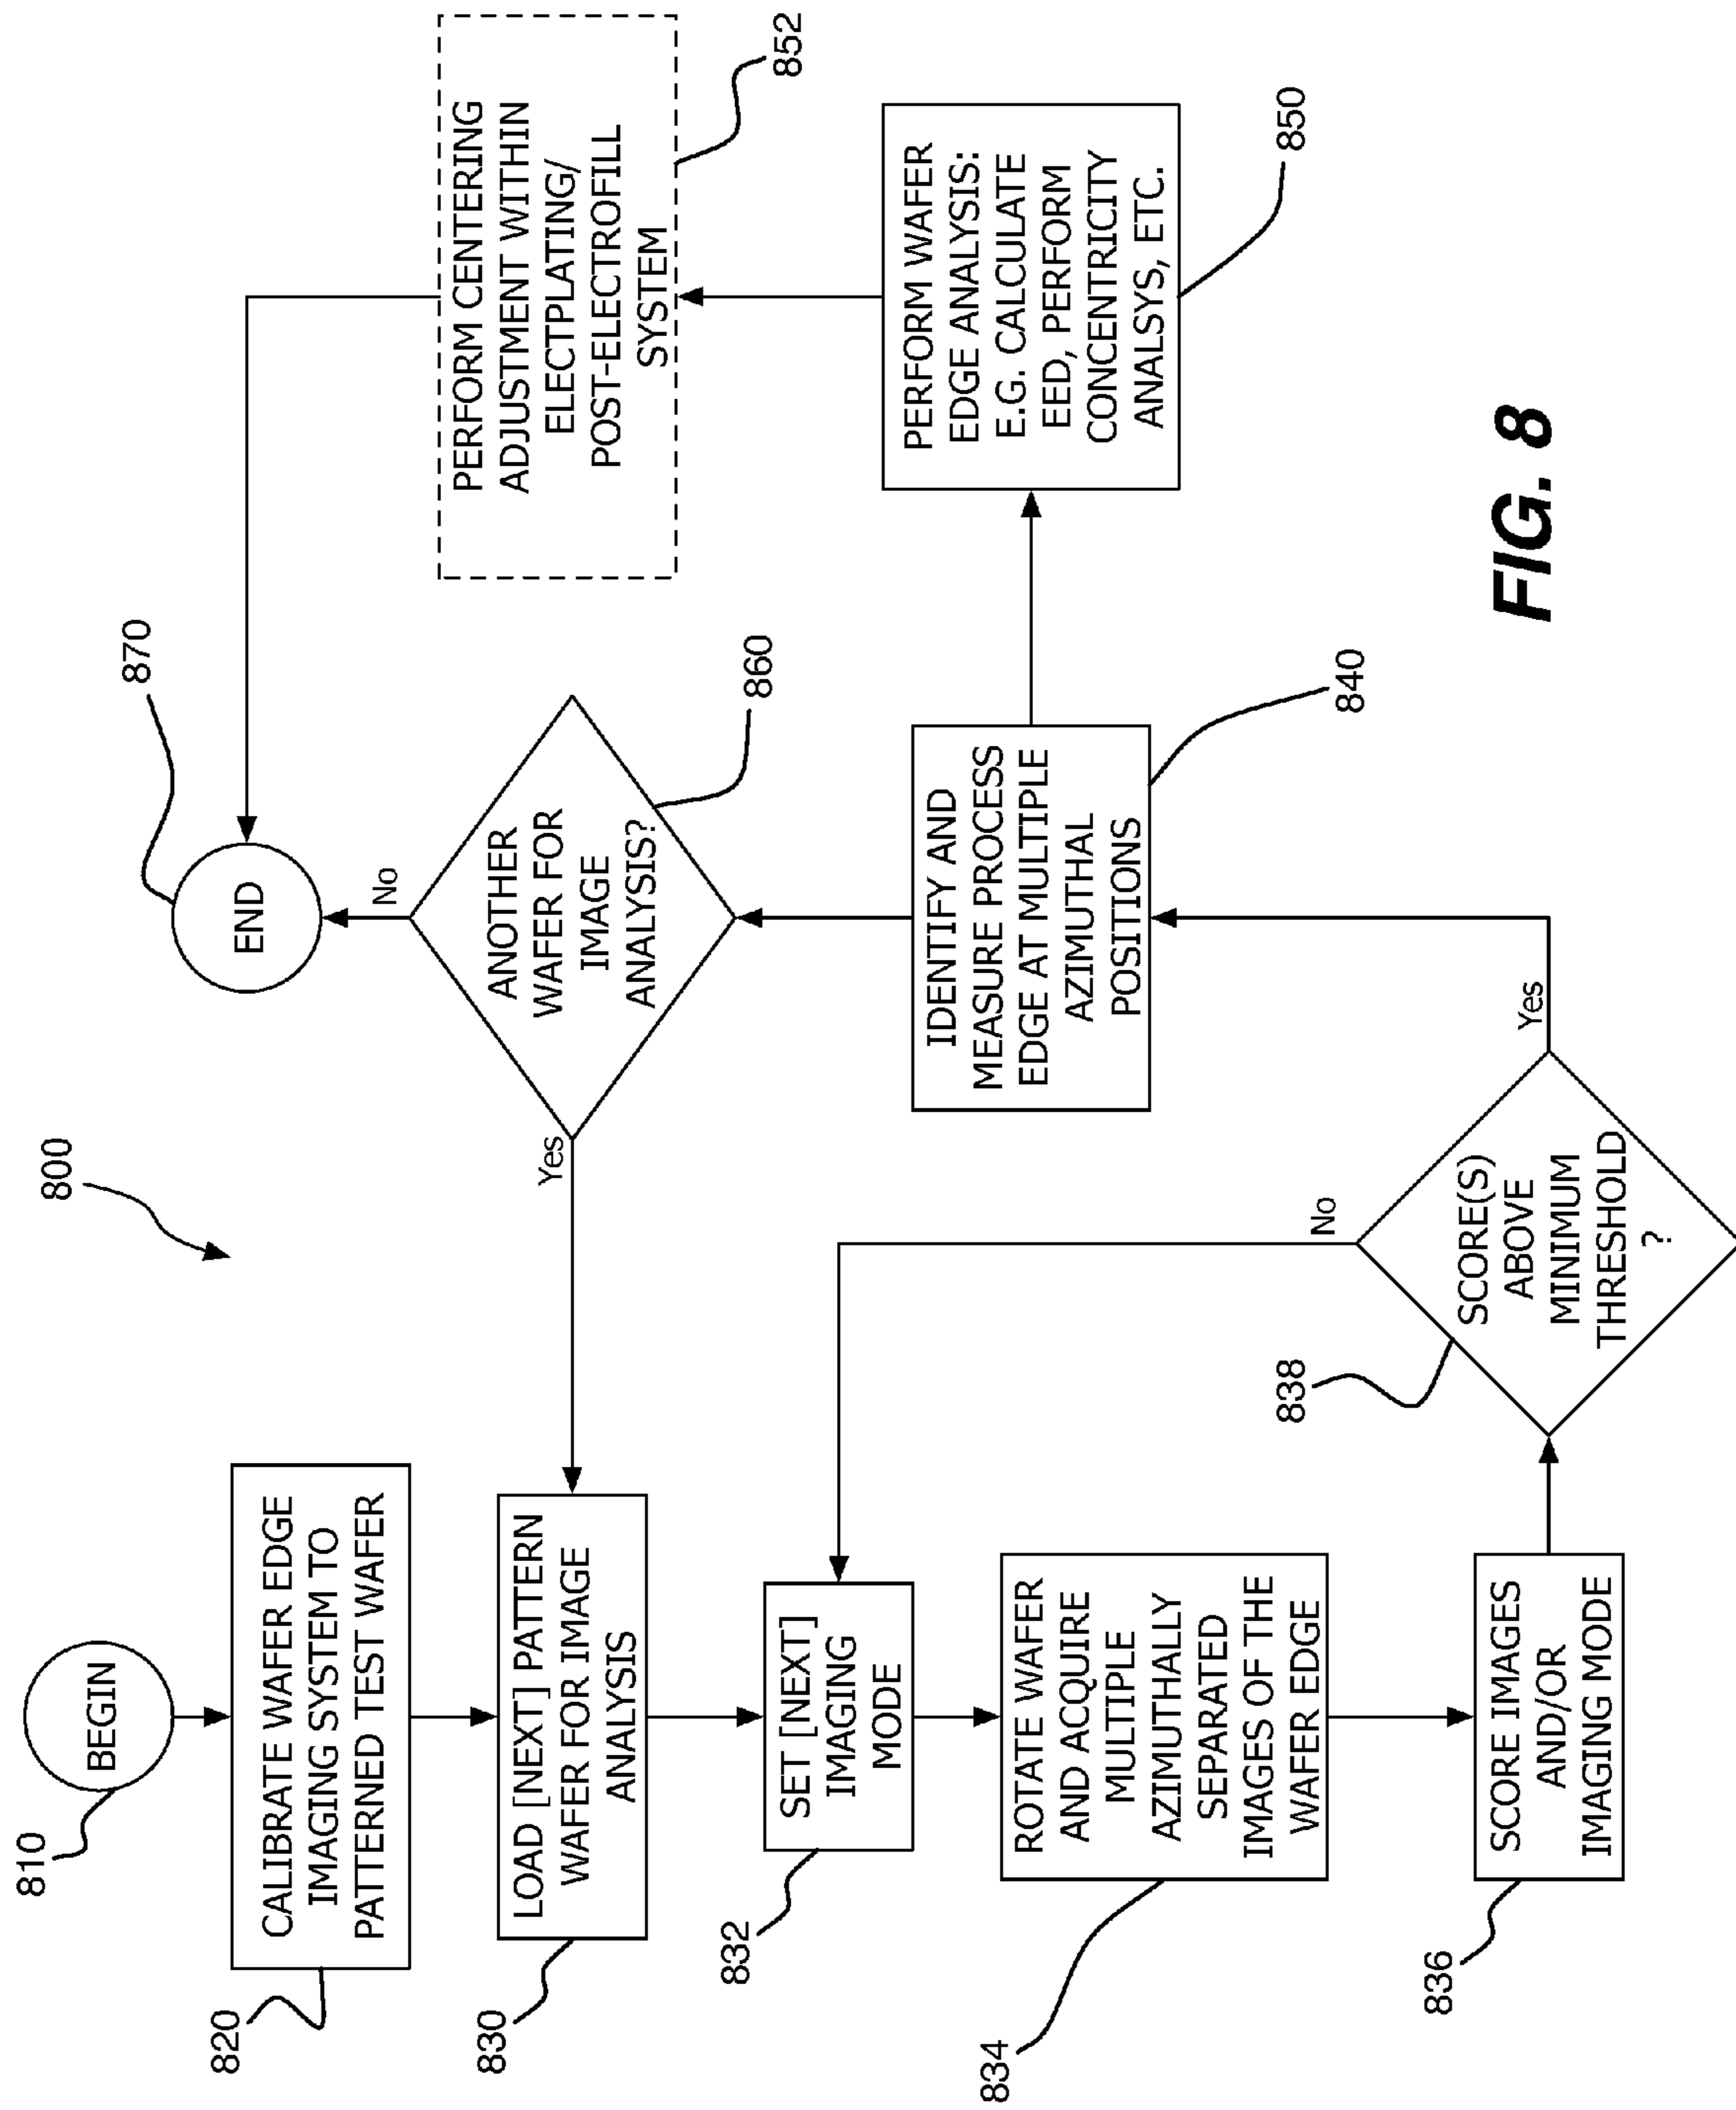 800
810
BEGIN
820
CALIBRATE WAFER EDGE
IMAGING SYSTEM TO
PATTERNED TEST WAFER
830
LOAD [NEXT] PATTERN
WAFER FOR IMAGE
ANALYSIS
832
SET [NEXT]
IMAGING
MODE
834
ROTATE WAFER
AND ACQUIRE
MULTIPLE
AZIMUTHALLY
SEPARATED
IMAGES OF THE
WAFER EDGE
836
SCORE IMAGES
AND/OR
IMAGING MODE
838
SCORE(S)
ABOVE
MINIMUM
THRESHOLD
?
No
Yes
840
IDENTIFY AND
MEASURE PROCESS
EDGE AT MULTIPLE
AZIMUTHAL
POSITIONS
860
ANOTHER
WAFER FOR
IMAGE
ANALYSIS?
Yes
No
870
END
850
PERFORM WAFER
EDGE ANALYSIS:
E.G. CALCULATE
EED, PERFORM
CONCENTRICITY
ANALSYS, ETC.
852
PERFORM CENTERING
ADJUSTMENT WITHIN
ELECTPLATING/
POST-ELECTROFILL
SYSTEM
FIG. 8